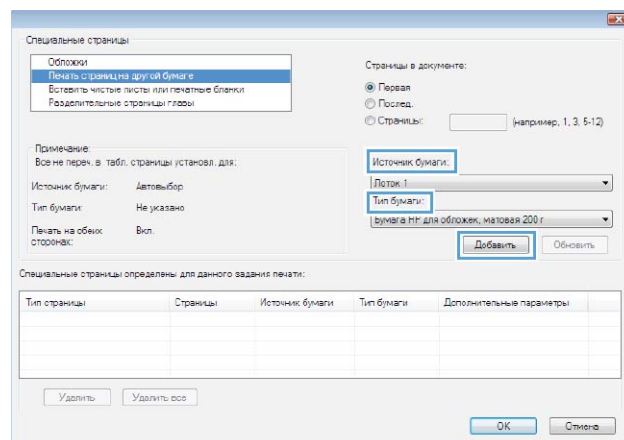 Специальные страницы
Обложки
Печать страниц на другой бумаге
Вставить чистые листы или печатные бланки
Разделительные страницы главы
Страницы в документе:
Первая
Послед.
Страницы:
(например, 1, 3, 5-12)
Примечание:
Все не переч. в табл. страницы установл. для:
Источник бумаги: Автовыбор
Тип бумаги: Не указано
Печать на обеих сторонах: Вкл.
Источник бумаги:
Лоток 1
Тип бумаги:
Бумага HP для обложек, матовая 200 г
Добавить Обновить
Специальные страницы определены для данного задания печати:
Тип страницы Страницы Источник бумаги Тип бумаги Дополнительные параметры
Удалить Удалить все
OK Отмена